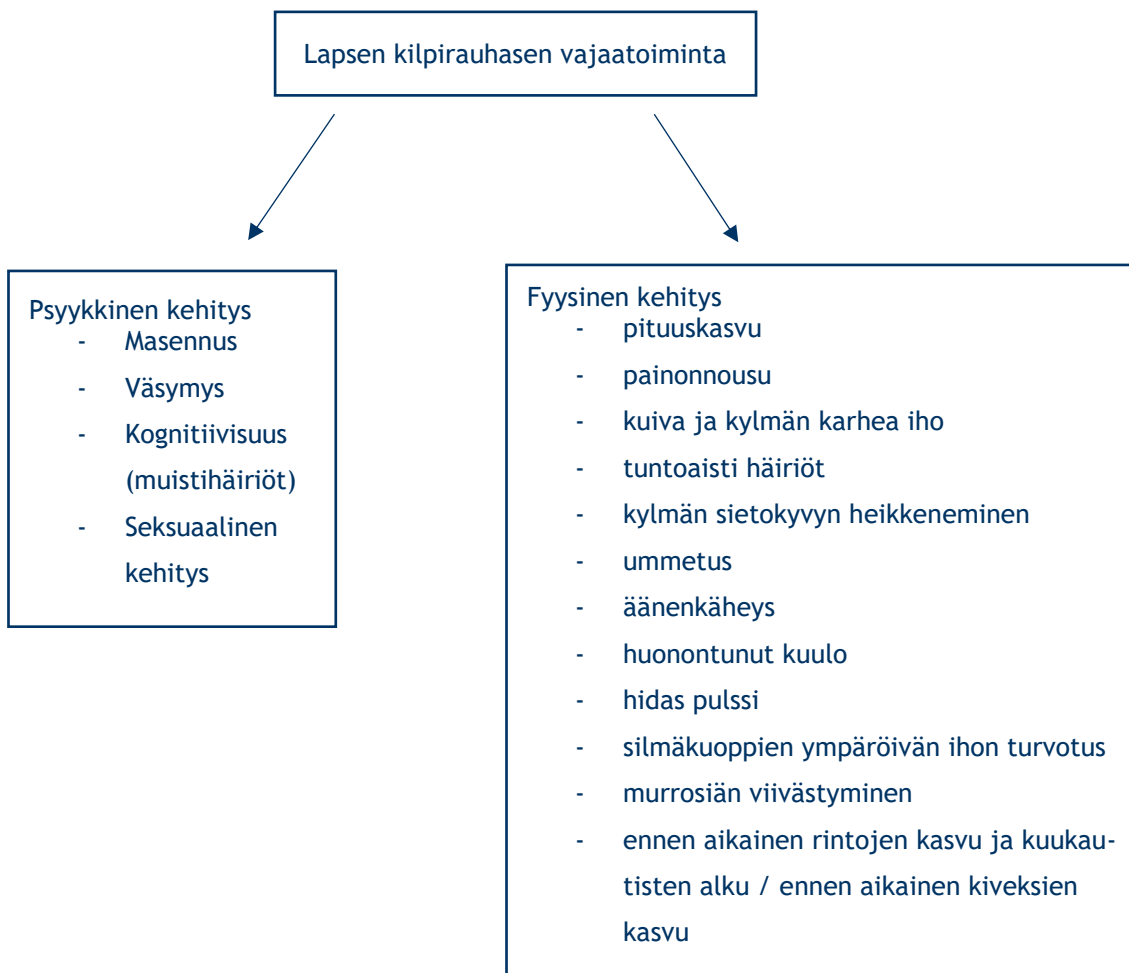 Lapsen kilpirauhasen vajaatoiminta
Psyykkinen kehitys
- Masennus
- Väsymys
- Kognitiivisuus
(muistihäiriöt)
- Seksuaalinen
kehitys
Fyysinen kehitys
- pituuskasvu
- painonnousu
- kuiva ja kylmän karhea iho
- tuntoaisti häiriöt
- kylmän sietokyvyn heikkeneminen
- ummetus
- äänenkäheys
- huonontunut kuulo
- hidas pulssi
- silmäkuoppien ympäröivän ihon turvotus
- murrosiän viivästyminen
- ennen aikainen rintojen kasvu ja kuukau-
tisten alku / ennen aikainen kiveksien
kasvu